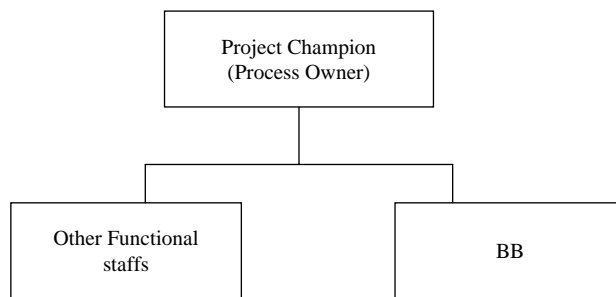 Project Champion
(Process Owner)
Other Functional
staffs
BB